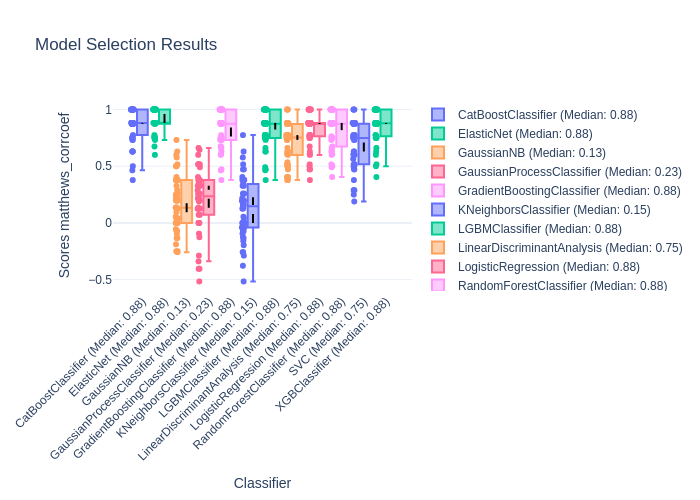 Model Selection Results
Scores matthews_corrcoef
1
0.5
0
−0.5
CatBoostClassifier (Median: 0.88)
ElasticNet (Median: 0.88)
GaussianNB (Median: 0.13)
GaussianProcessClassifier (Median: 0.23)
GradientBoostingClassifier (Median: 0.88)
KNeighborsClassifier (Median: 0.15)
LGBMClassifier (Median: 0.88)
LinearDiscriminantAnalysis (Median: 0.75)
LogisticRegression (Median: 0.88)
RandomForestClassifier (Median: 0.88)
SVC (Median: 0.75)
XGBClassifier (Median: 0.88)
Classifier
CatBoostClassifier (Median: 0.88)
ElasticNet (Median: 0.88)
GaussianNB (Median: 0.13)
GaussianProcessClassifier (Median: 0.23)
GradientBoostingClassifier (Median: 0.88)
KNeighborsClassifier (Median: 0.15)
LGBMClassifier (Median: 0.88)
LinearDiscriminantAnalysis (Median: 0.75)
LogisticRegression (Median: 0.88)
RandomForestClassifier (Median: 0.88)